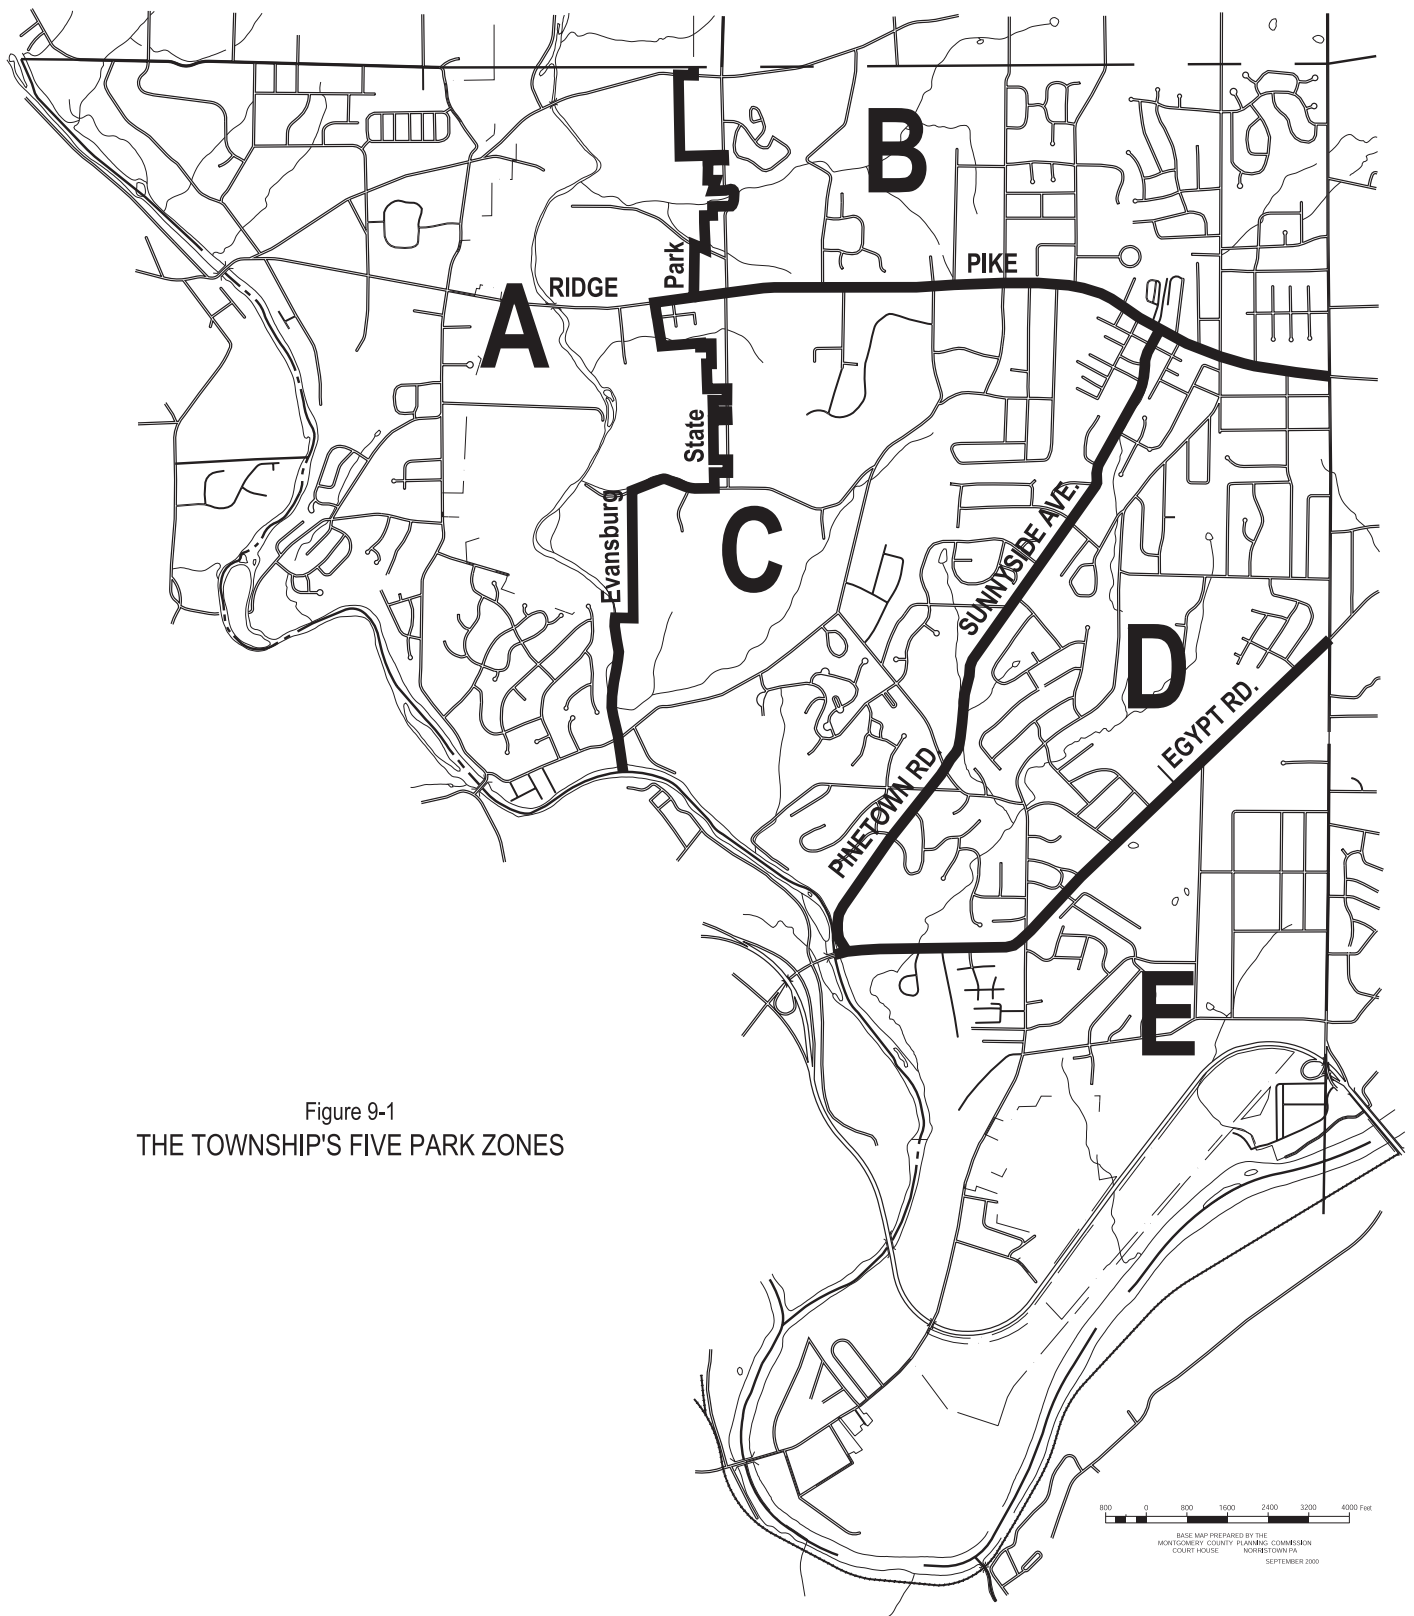 B
Park
PIKE
RIDGE
A
State
Evansburg
C
SUNNYSIDE AVE.
D
EGYPT RD.
PINETOWN RD.
E
Figure 9-1
THE TOWNSHIP'S FIVE PARK ZONES
800 0 800 1600 2400 3200 4000 Feet
BASE MAP PREPARED BY THE
MONTGOMERY COUNTY PLANNING COMMISSION
COURT HOUSE NORRISTOWN PA
SEPTEMBER 2000